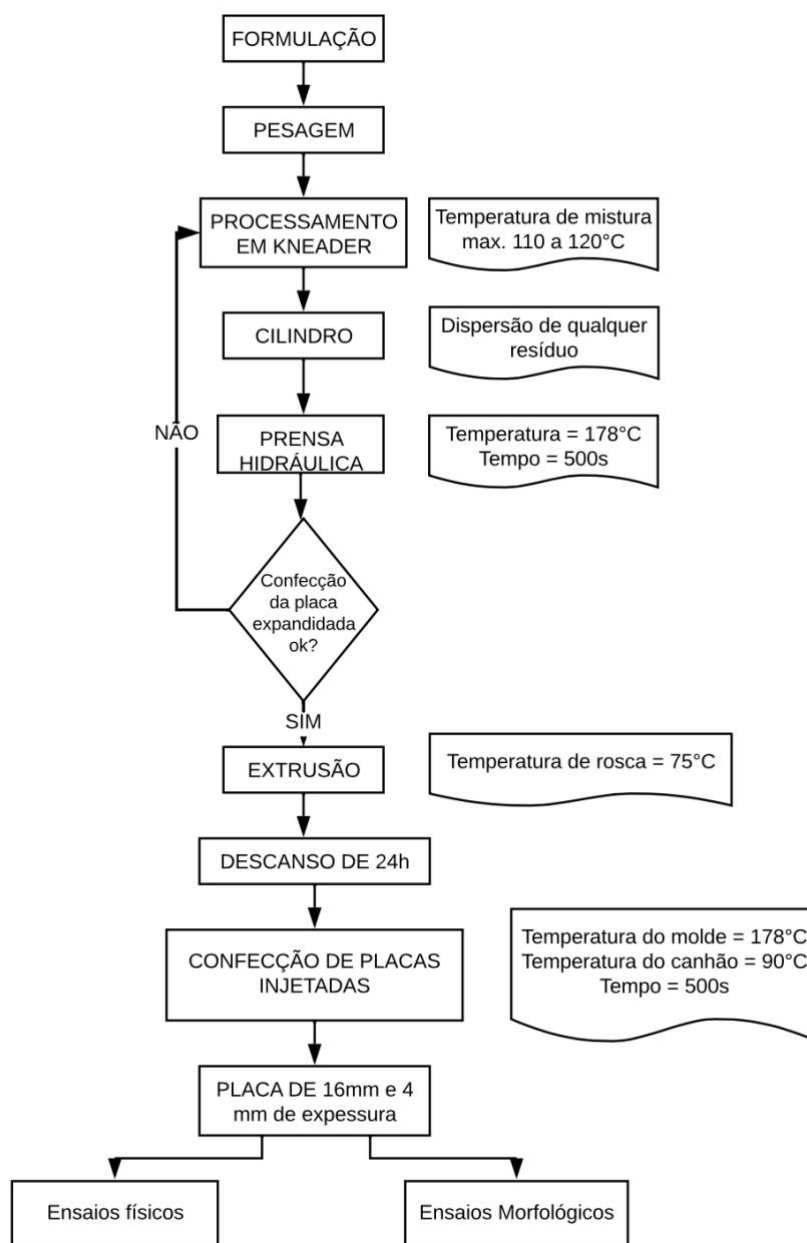 FORMULAÇÃO
PESAGEM
PROCESSAMENTO
EM KNEADER
Temperatura de mistura
max. 110 a 120°C
CILINDRO
Dispersão de qualquer
resíduo
NÃO
PRENSA
HIDRÁULICA
Temperatura = 178°C
Tempo = 500s
Confecção
da placa
expandidada
ok?
SIM
EXTRUSÃO
Temperatura de rosca = 75°C
DESCANSO DE 24h
CONFECÇÃO DE PLACAS
INJETADAS
Temperatura do molde = 178°C
Temperatura do canhão = 90°C
Tempo = 500s
PLACA DE 16mm e 4
mm de expessura
Ensaios físicos
Ensaios Morfológicos